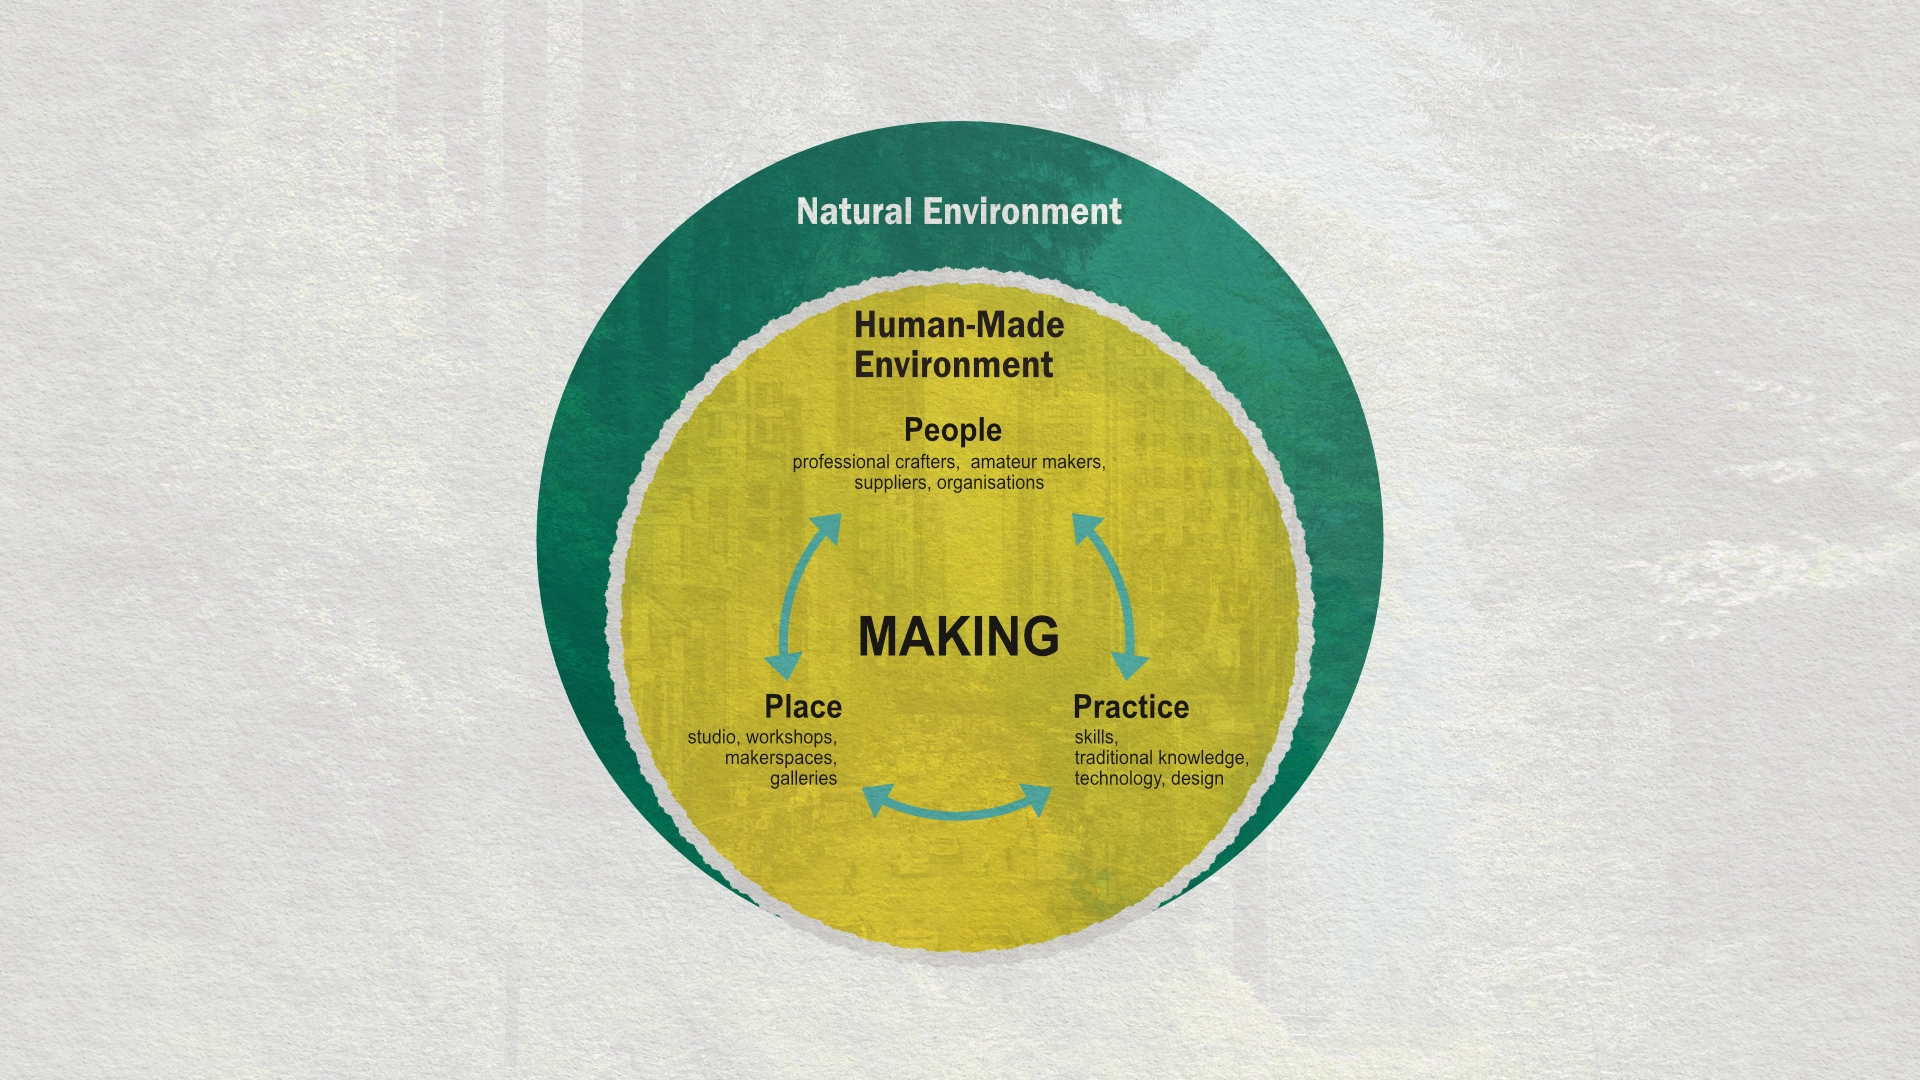 Natural Environment
Human-Made
Environment
People
professional crafters, amateur makers,
suppliers, organisations
MAKING
Place
studio, workshops,
makerspaces,
galleries
Practice
skills,
traditional knowledge,
technology, design